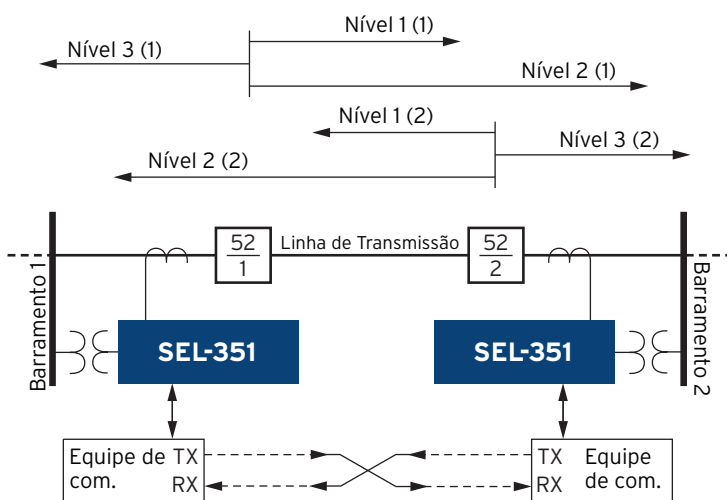 Nível 1 (1)
Nível 3 (1)
Nível 2 (1)
Nível 1 (2)
Nível 3 (2)
Nível 2 (2)
Barramento 1
52
1
Linha de Transmissão
52
2
Barramento 2
SEL-351
SEL-351
Equipe de
com.
TX
RX
TX
RX
Equipe
de com.